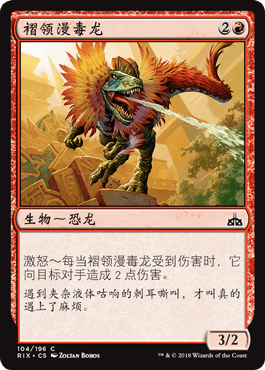 褶领漫毒龙 2
生物～恐龙
激怒～每当褶领漫毒龙受到伤害时，它
向目标对手造成2点伤害。
遇到夹杂液体咕哝的刺耳嘶叫，才叫真的
遇上了麻烦。
3/2
104/196 C
RIX • CS ZOLTAN BOROS
™ & © 2018 Wizards of the Coast